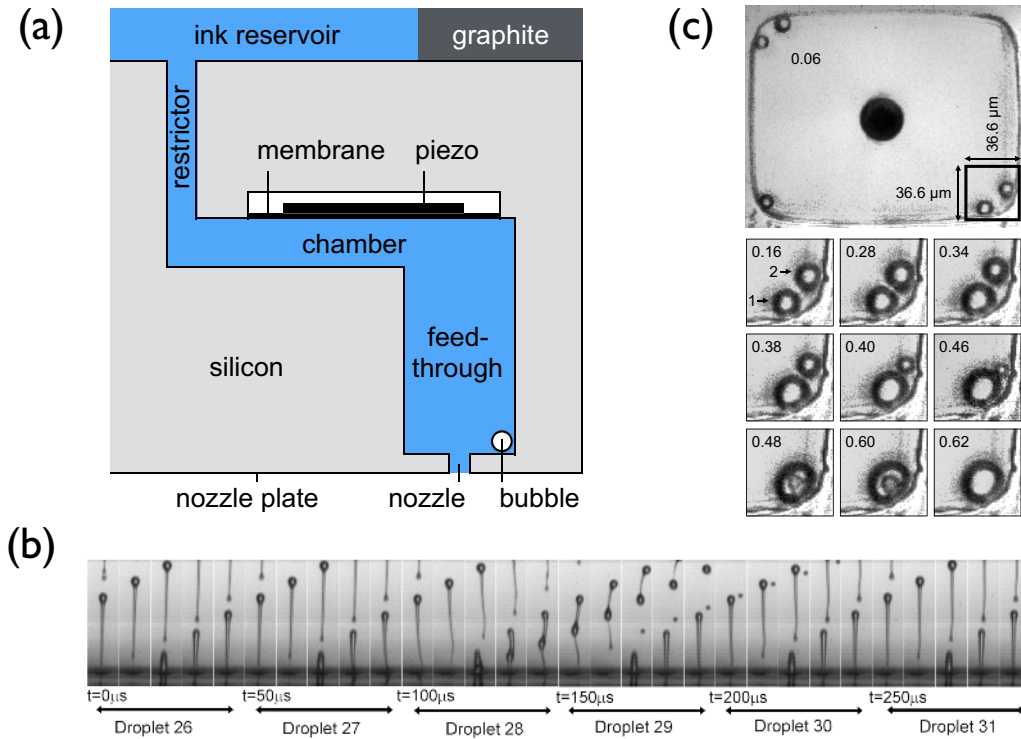 (a)
ink reservoir
graphite
restrictor
membrane
piezo
chamber
feed-
through
silicon
nozzle plate
nozzle
bubble
(c)
0.06
36.6 µm
36.6 µm
0.16
2
1
0.28
0.34
0.38
0.40
0.46
0.48
0.60
0.62
(b)
t=0µs
t=50µs
t=100µs
t=150µs
t=200µs
t=250µs
Droplet 26
Droplet 27
Droplet 28
Droplet 29
Droplet 30
Droplet 31